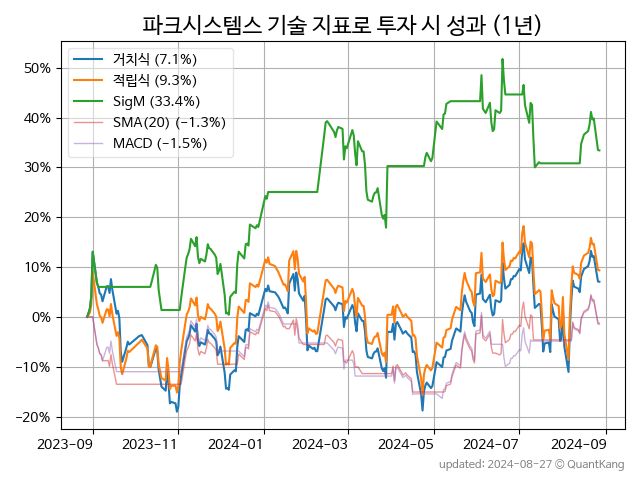 파크시스템스 기술 지표로 투자 시 성과 (1년)
거치식 (7.1%)
적립식 (9.3%)
SigM (33.4%)
SMA(20) (−1.3%)
MACD (−1.5%)
50%
40%
30%
20%
10%
0%
−10%
−20%
2023-09 2023-11 2024-01 2024-03 2024-05 2024-07 2024-09
updated: 2024-08-27 © QuantKang